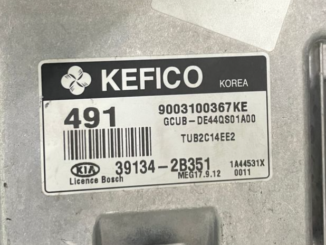 KEFICO KOREA
491
9003100367KE
GCUB-DE44QS01A00
TUB2C14EE2
KIA 39134-2B351 1A44531X
Licence Bosch MEG17.9.12 0011